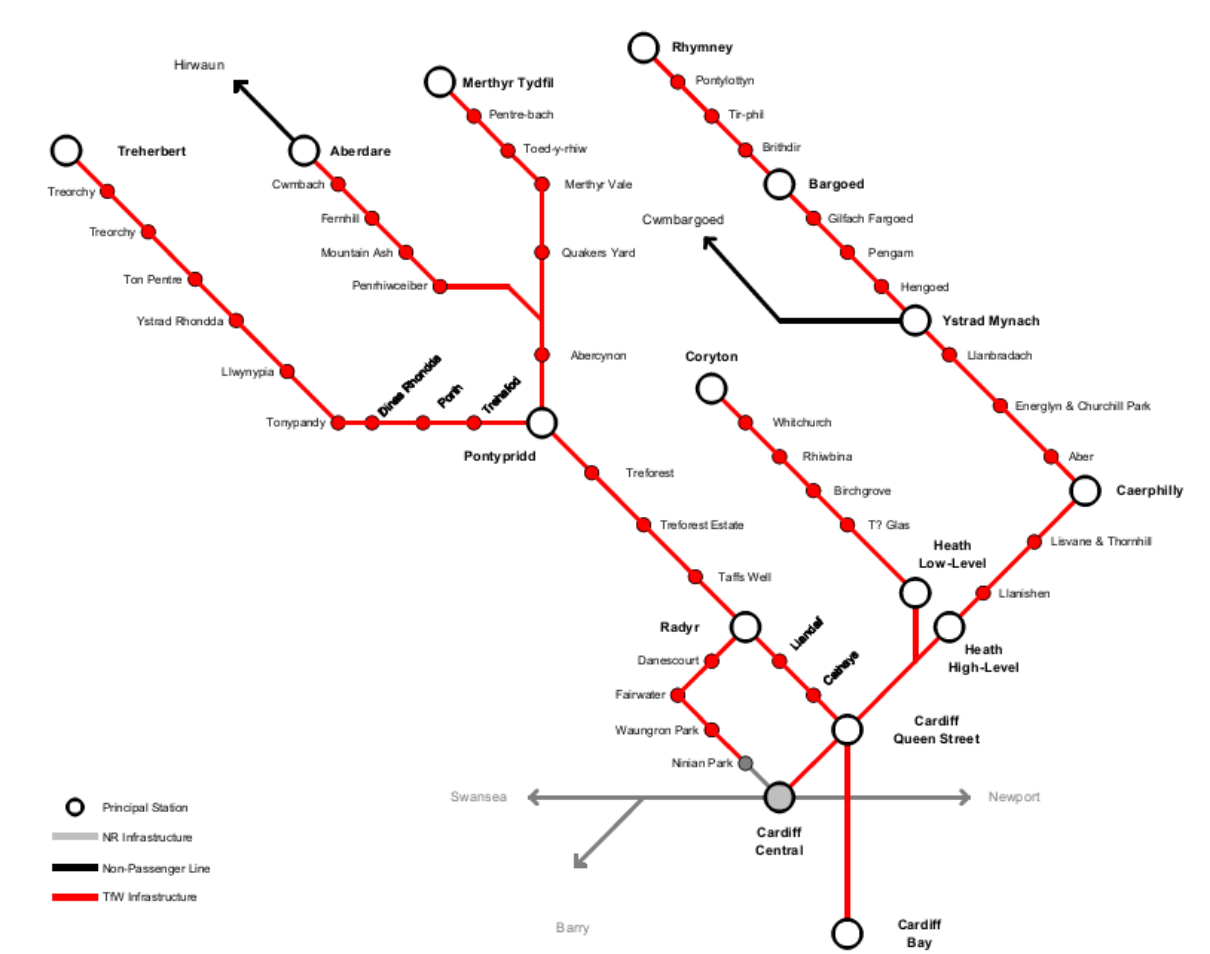 Rhymney
Hirwaun
Merthyr Tydfil
Pontylottyn
Pentre-bach
Tir-phil
Treherbert
Aberdare
Toed-y-rhiw
Brithdir
Treorchy
Cwmbach
Merthyr Vale
Bargoed
Fernhill
Cwmbargoed
Gilfach Fargoed
Treorchy
Mountain Ash
Quakers Yard
Pengam
Ton Pentre
Penrhiwceiber
Hengoed
Ystrad Rhondda
Ystrad Mynach
Abercynon
Coryton
Llanbradach
Llwynypia
Dinas Rhondda
Porth
Trehafod
Energlyn & Churchill Park
Tonypandy
Whitchurch
Pontypridd
Rhiwbina
Aber
Treforest
Birchgrove
Caerphilly
Treforest Estate
T? Glas
Heath
Low-Level
Lisvane & Thornhill
Taffs Well
Llanishen
Radyr
Llandaf
Heath
High-Level
Danescourt
Cathays
Fairwater
Waungron Park
Cardiff
Queen Street
Ninian Park
Swansea
Newport
Principal Station
NR Infrastructure
Cardiff
Central
Non-Passenger Line
TfW Infrastructure
Barry
Cardiff
Bay